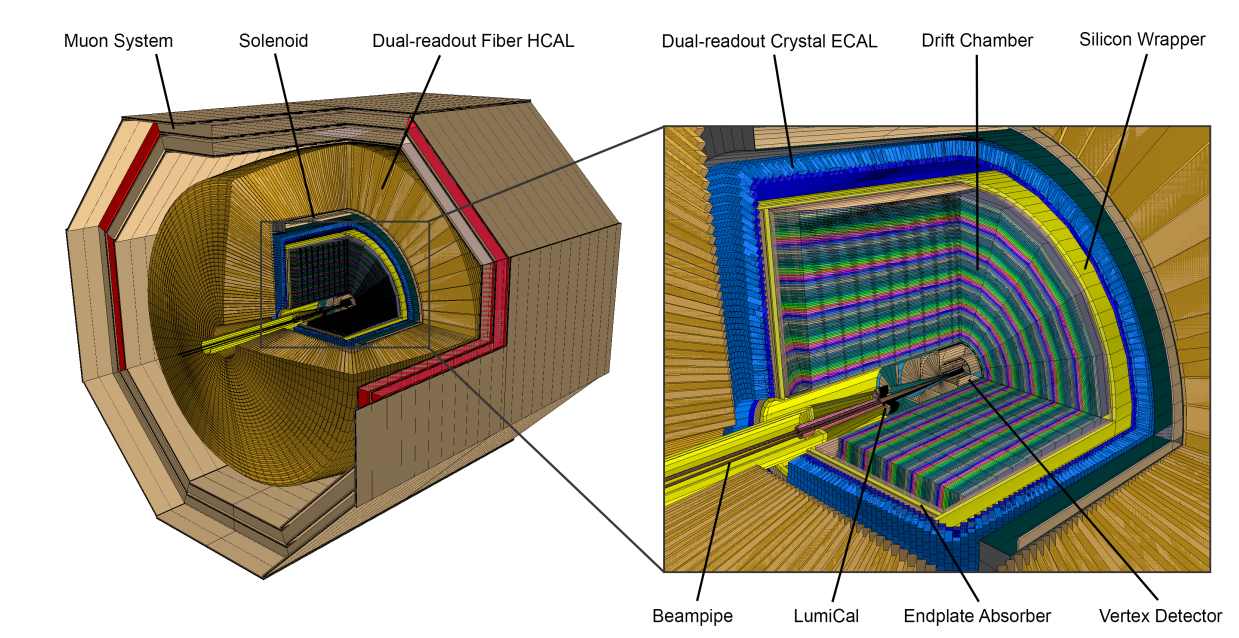 Muon System
Solenoid
Dual-readout Fiber HCAL
Dual-readout Crystal ECAL
Drift Chamber
Silicon Wrapper
Beampipe
LumiCal
Endplate Absorber
Vertex Detector